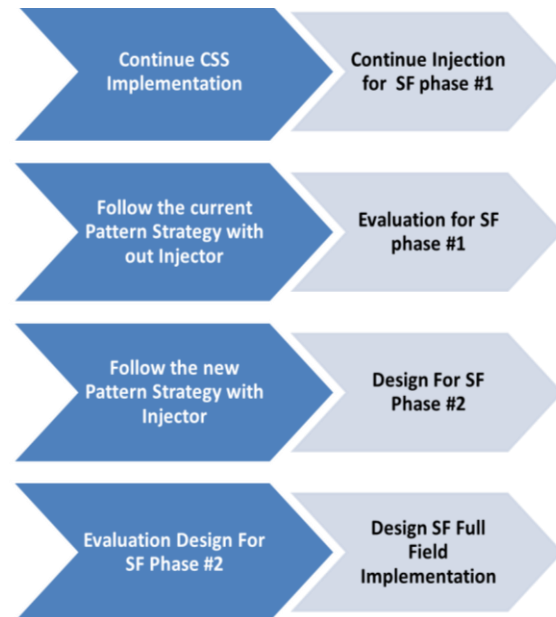 Continue CSS
Implementation
Continue Injection
for SF phase #1
Follow the current
Pattern Strategy with
out Injector
Evaluation for SF
phase #1
Follow the new
Pattern Strategy with
Injector
Design For SF
Phase #2
Evaluation Design For
SF Phase #2
Design SF Full
Field
Implementation